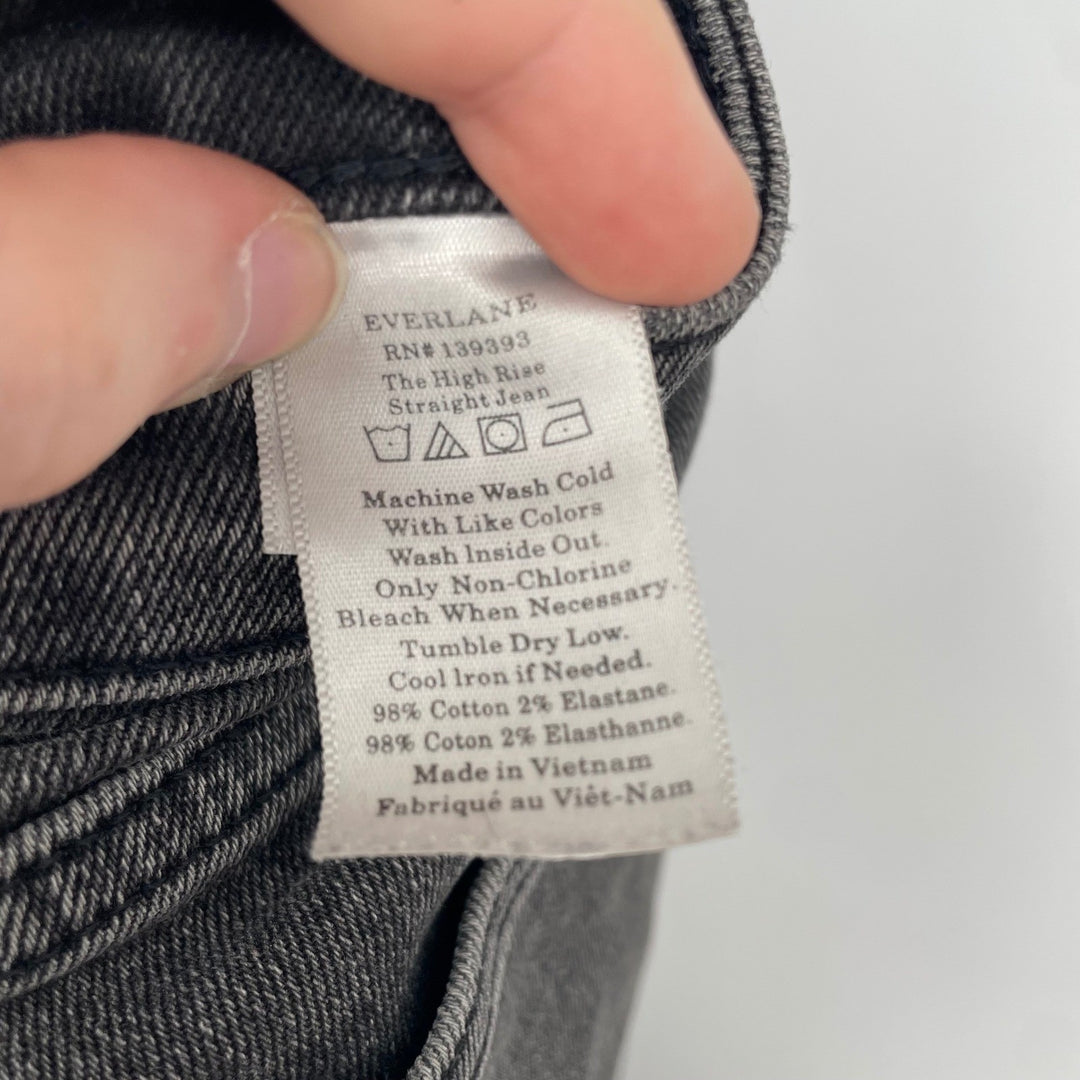 EVERLANE
RN# 139393
The High Rise
Straight Jean
Machine Wash Cold
With Like Colors
Wash Inside Out.
Only Non-Chlorine
Bleach When Necessary.
Tumble Dry Low.
Cool Iron if Needed.
98% Cotton 2% Elastane.
98% Coton 2% Elasthanne.
Made in Vietnam
Fabriqué au Viêt-Nam